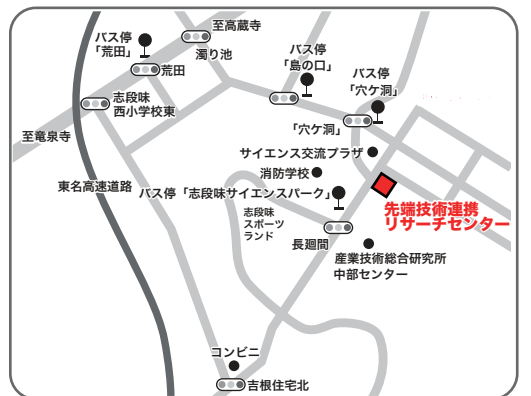 至高蔵寺
バス停
「荒田」
濁り池
荒田
バス停
「島の口」
バス停
「穴ケ洞」
志段味
西小学校東
「穴ケ洞」
至竜泉寺
サイエンス交流プラザ
消防学校
東名高速道路
バス停「志段味サイエンスパーク」
先端技術連携
リサーチセンター
志段味
スポーツ
ランド
長廻間
産業技術総合研究所
中部センター
コンビニ
吉根住宅北